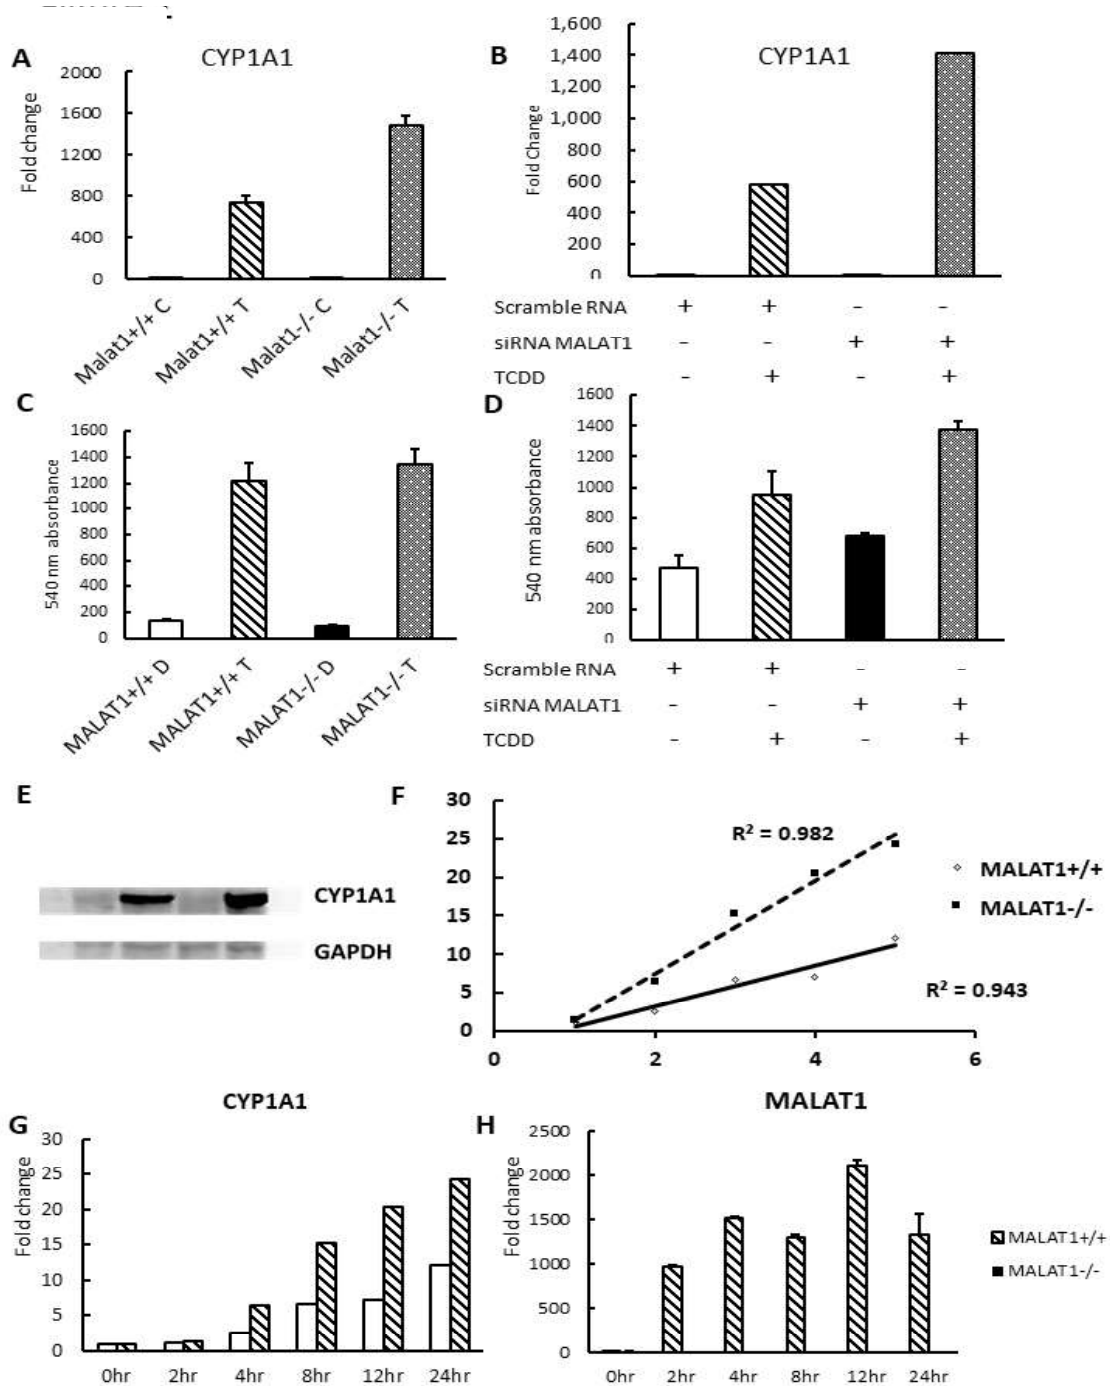 A
CYP1A1
Fold change
2000
1600
1200
800
400
0
Malat1+/+ C
Malat1+/+ T
Malat1-/- C
Malat1-/- T
B
CYP1A1
Fold Change
1,600
1,400
1,200
1,000
800
600
400
200
0
Scramble RNA + + - -
siRNA MALAT1 - - + +
TCDD - + - +
C
540 nm absorbance
1600
1400
1200
1000
800
600
400
200
0
MALAT1+/+ D
MALAT1+/+ T
MALAT1-/- D
MALAT1-/- T
D
540 nm absorbance
1600
1400
1200
1000
800
600
400
200
0
Scramble RNA + + - -
siRNA MALAT1 - - + +
TCDD - + - +
E
CYP1A1
GAPDH
F
30
25
20
15
10
5
0
0 2 4 6
R² = 0.982
MALAT1+/+
MALAT1-/-
R² = 0.943
G
CYP1A1
Fold change
30
25
20
15
10
5
0
0hr 2hr 4hr 8hr 12hr 24hr
H
MALAT1
Fold change
2500
2000
1500
1000
500
0
0hr 2hr 4hr 8hr 12hr 24hr
MALAT1+/+
MALAT1-/-